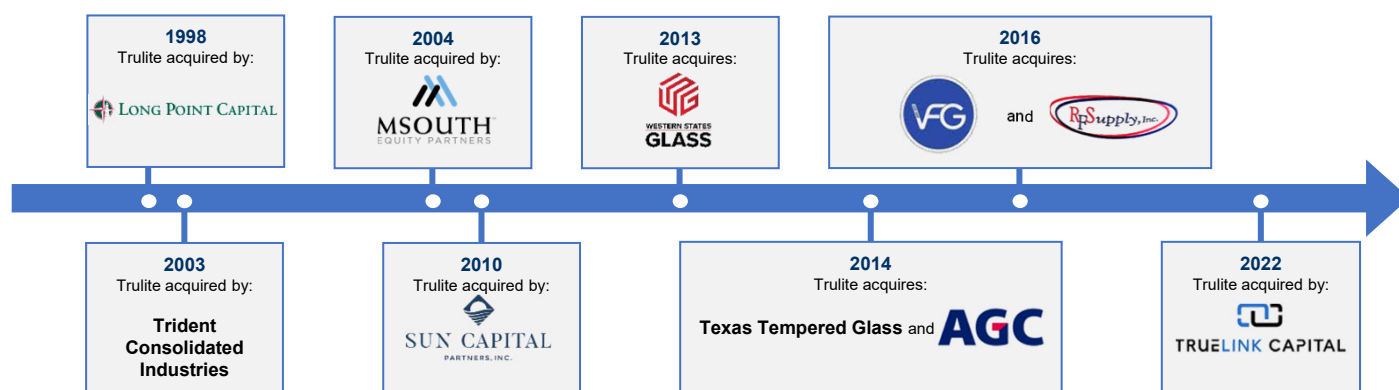 1998
Trulite acquired by:
LONG POINT CAPITAL
2004
Trulite acquired by:
MSOUTH
EQUITY PARTNERS
2013
Trulite acquires:
WESTERN STATES
GLASS
2016
Trulite acquires:
VFG and RFSupply, Inc.
2003
Trulite acquired by:
Trident
Consolidated
Industries
2010
Trulite acquired by:
SUN CAPITAL
PARTNERS, INC.
2014
Trulite acquires:
Texas Tempered Glass and AGC
2022
Trulite acquired by:
TRUELINK CAPITAL